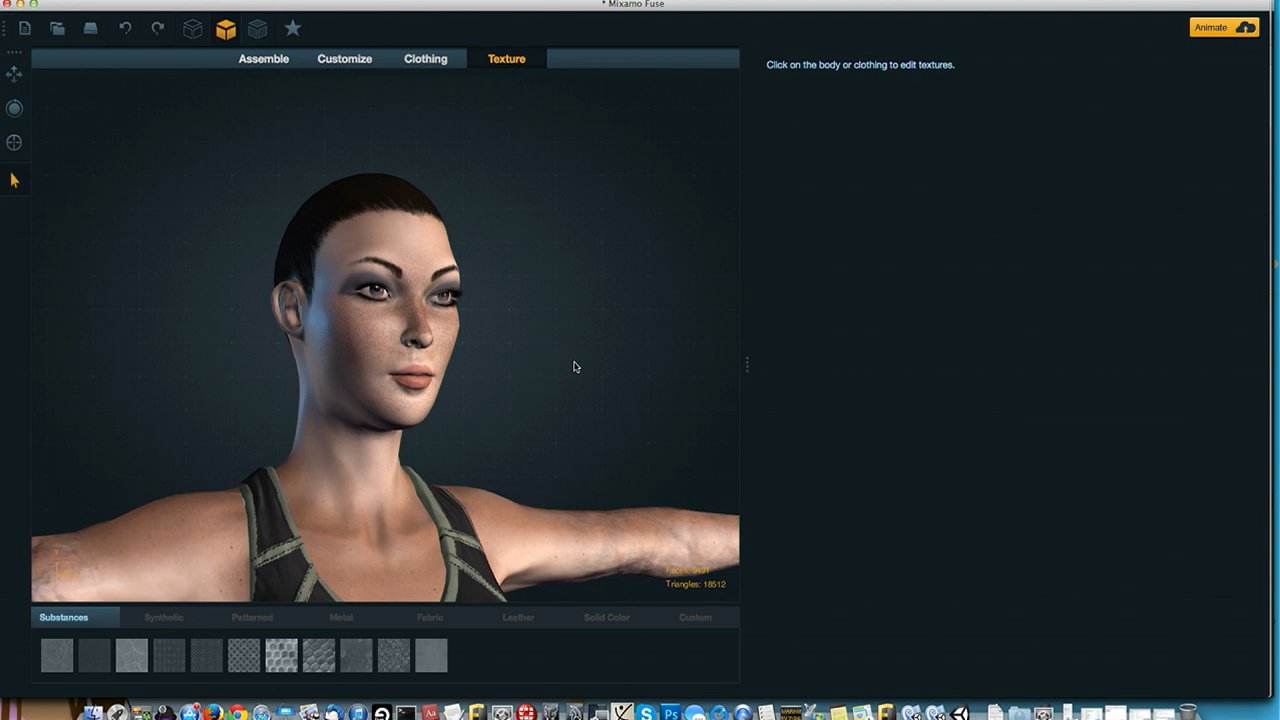 * Mixamo Fuse
Animate
Assemble Customize Clothing Texture
Click on the body or clothing to edit textures.
Triangles: 18512
Substances Synthetic Patterned Metal Fabric Leather Solid Color Custom